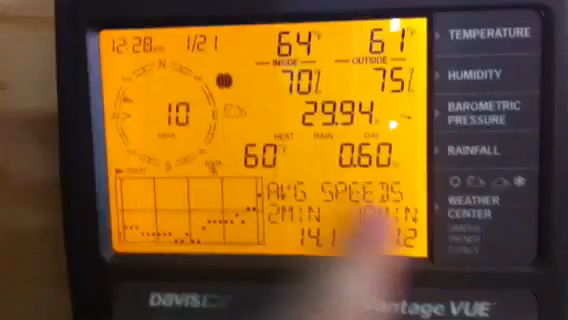 12:28 1/21 64°F 61°F
INSIDE OUTSIDE
70% 75%
N
10
MPH
29.94
HEAT RAIN DAY
60°F 0.60
AVG SPEEDS
2MIN 10MIN
14.1
TEMPERATURE
HUMIDITY
BAROMETRIC
PRESSURE
RAINFALL
WEATHER
CENTER
DAVIS
Vantage VUE